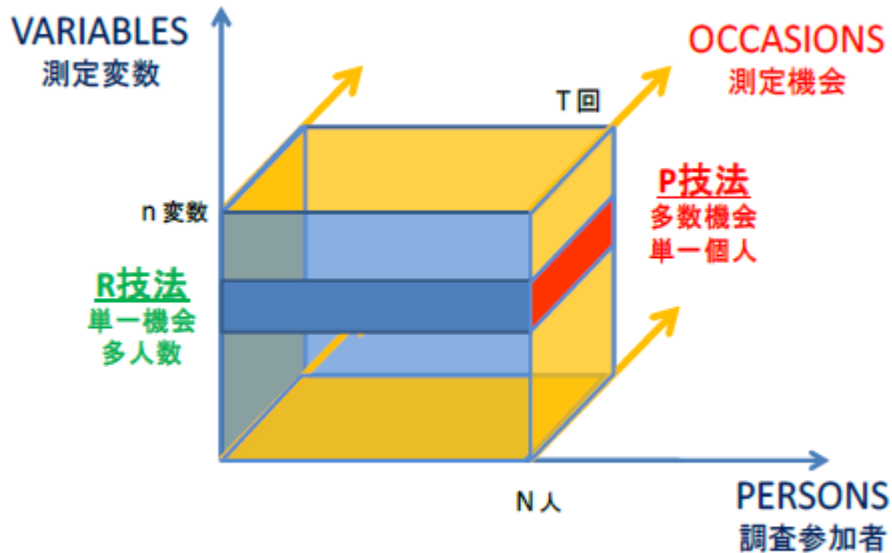 VARIABLES
測定変数
OCCASIONS
測定機会
T回
n 変数
P技法
多数機会
単一個人
R技法
単一機会
多人数
N人
PERSONS
調査参加者